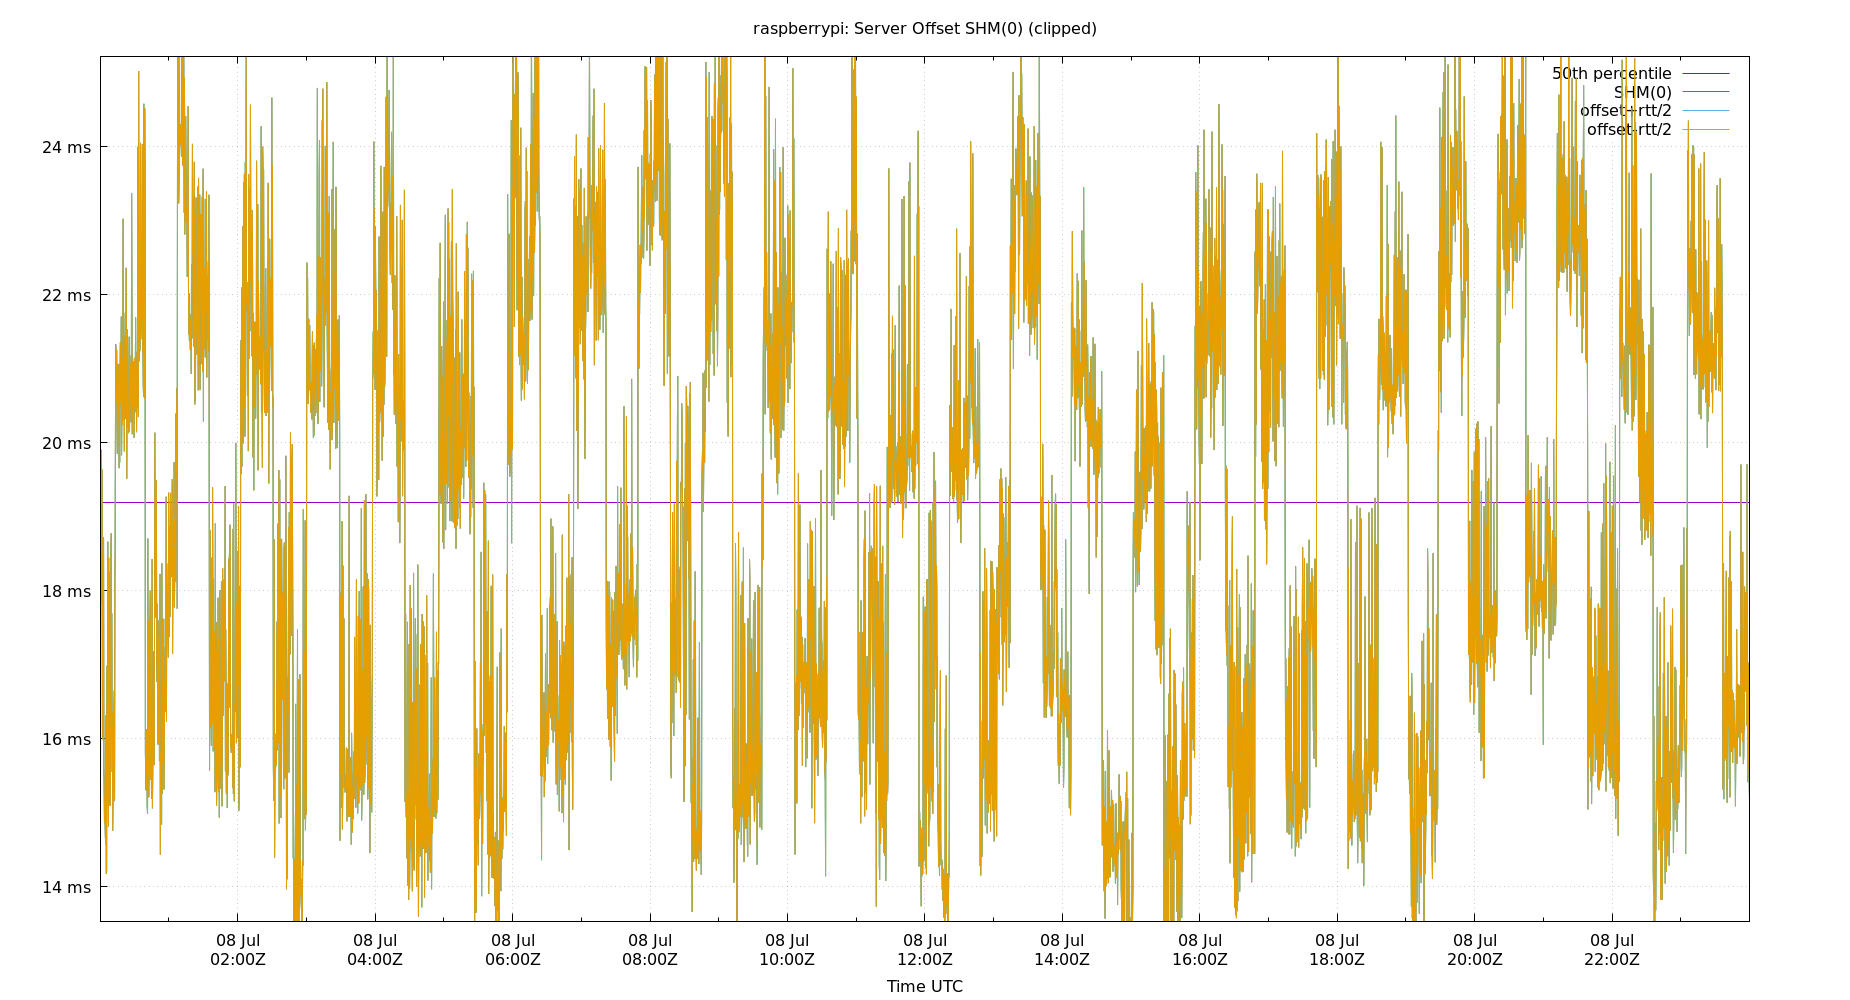 raspberrypi: Server Offset SHM(0) (clipped)
50th percentile
SHM(0)
offset+rtt/2
offset-rtt/2
24 ms
22 ms
20 ms
18 ms
16 ms
14 ms
08 Jul 08 Jul 08 Jul 08 Jul 08 Jul 08 Jul 08 Jul 08 Jul 08 Jul 08 Jul 08 Jul
02:00Z 04:00Z 06:00Z 08:00Z 10:00Z 12:00Z 14:00Z 16:00Z 18:00Z 20:00Z 22:00Z
Time UTC